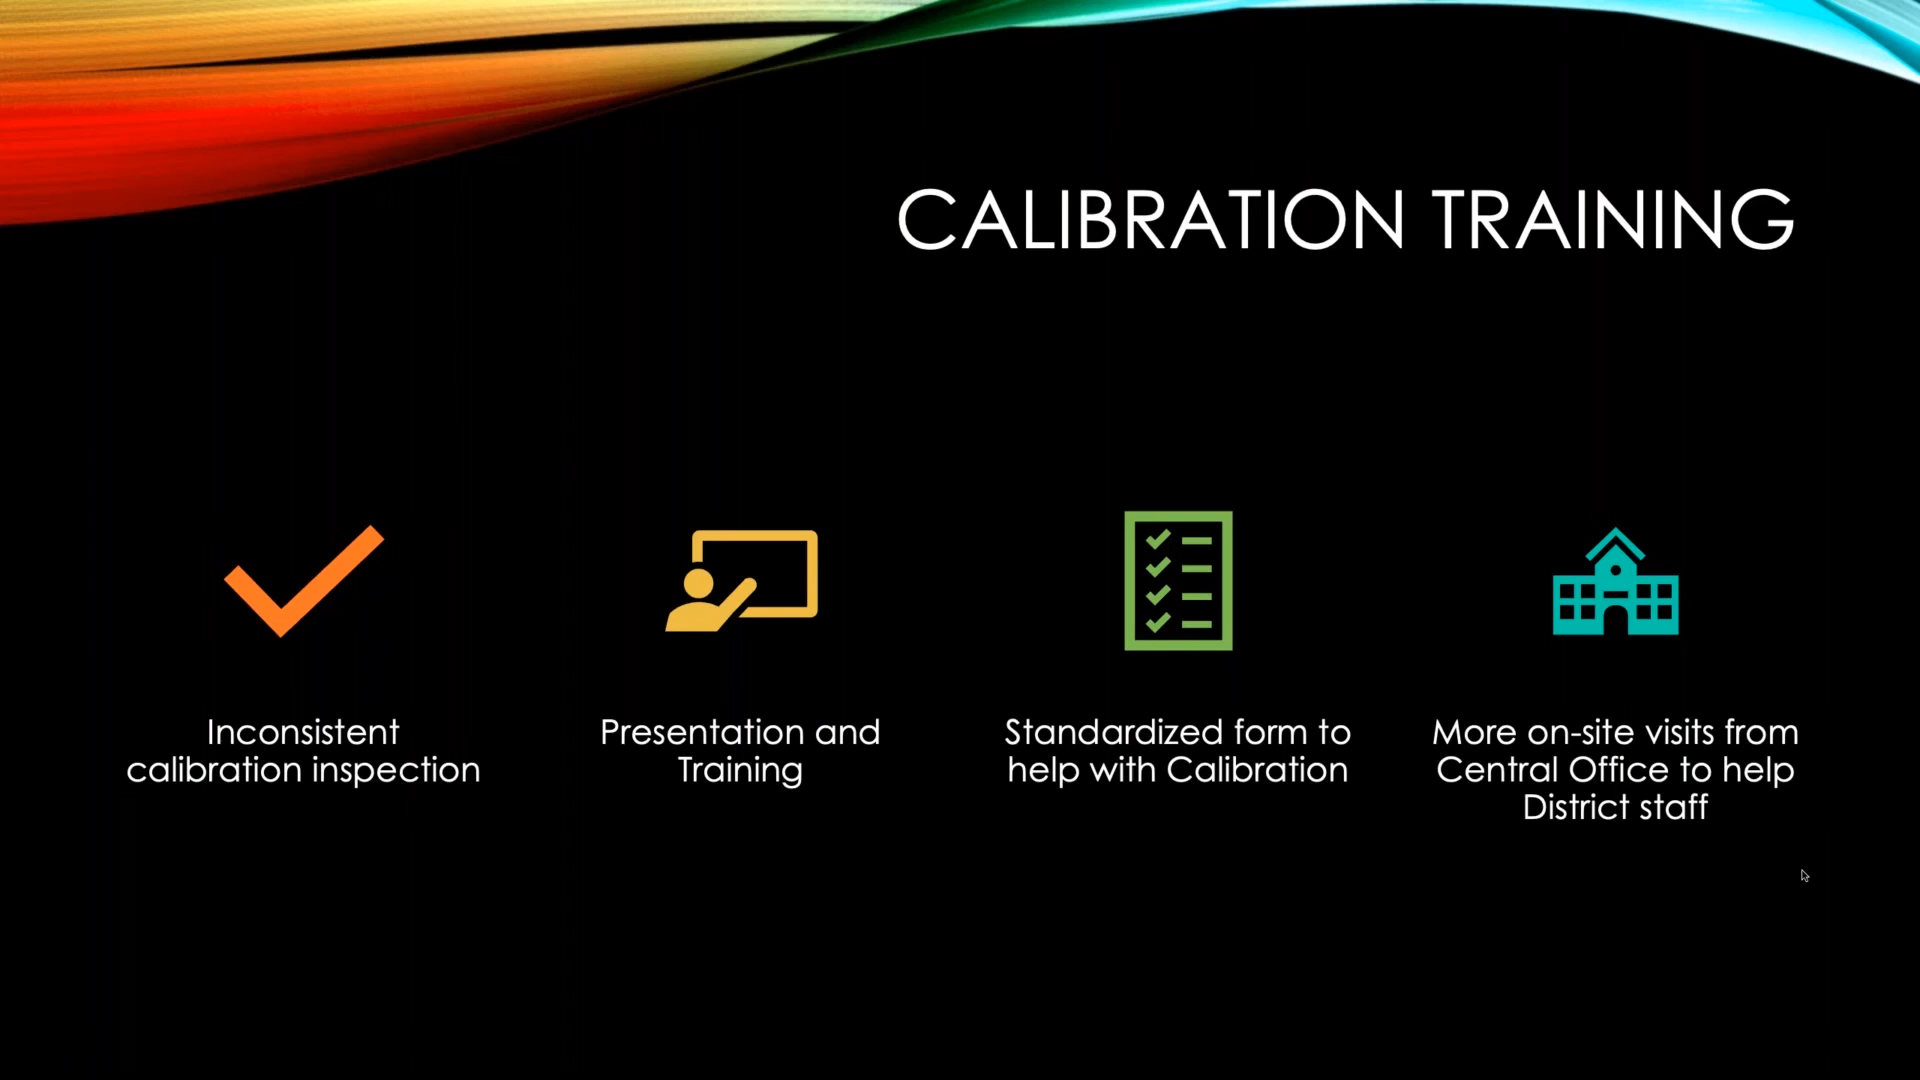 CALIBRATION TRAINING
Inconsistent
calibration inspection
Presentation and
Training
Standardized form to
help with Calibration
More on-site visits from
Central Office to help
District staff